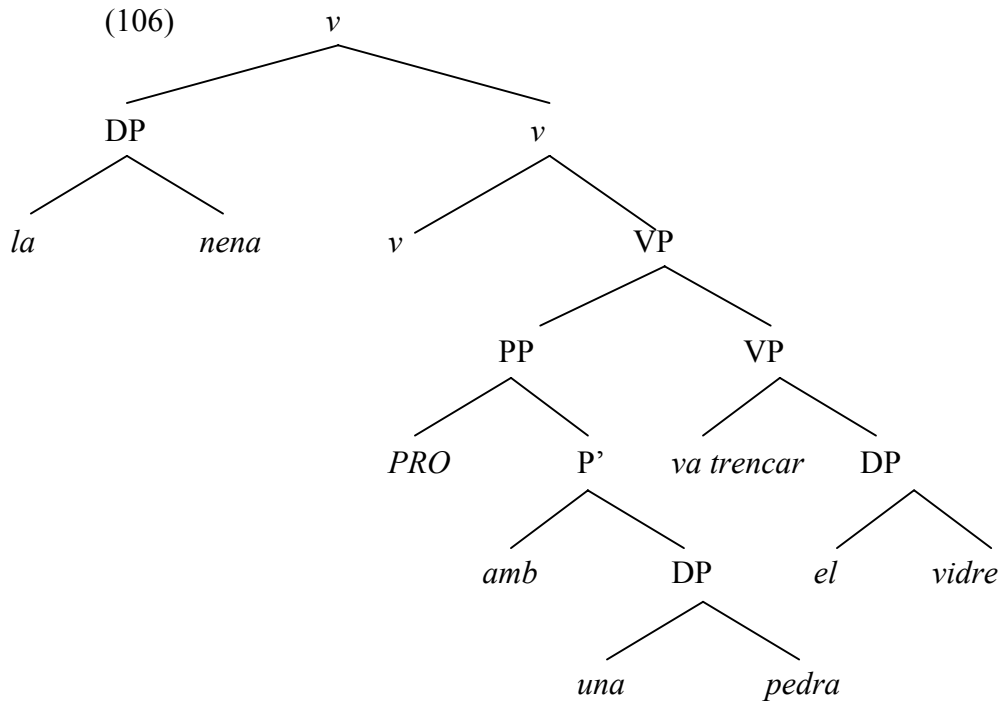 (106) v
DP v
la nena v VP
PP VP
PRO P’ va trencar DP
amb DP el vidre
una pedra